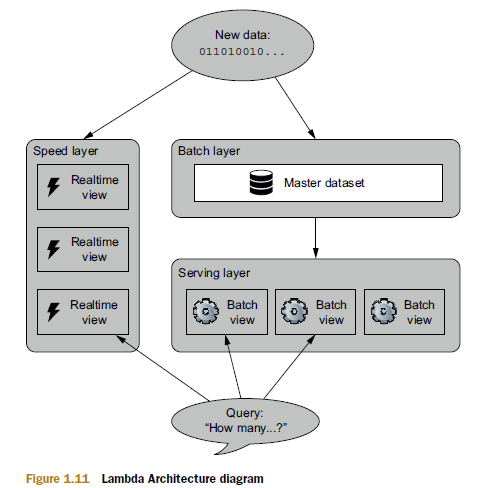 New data:
011010010...
Speed layer
Realtime
view
Realtime
view
Realtime
view
Batch layer
Master dataset
Serving layer
Batch
view
Batch
view
Batch
view
Query:
“How many...?”
Figure 1.11 Lambda Architecture diagram